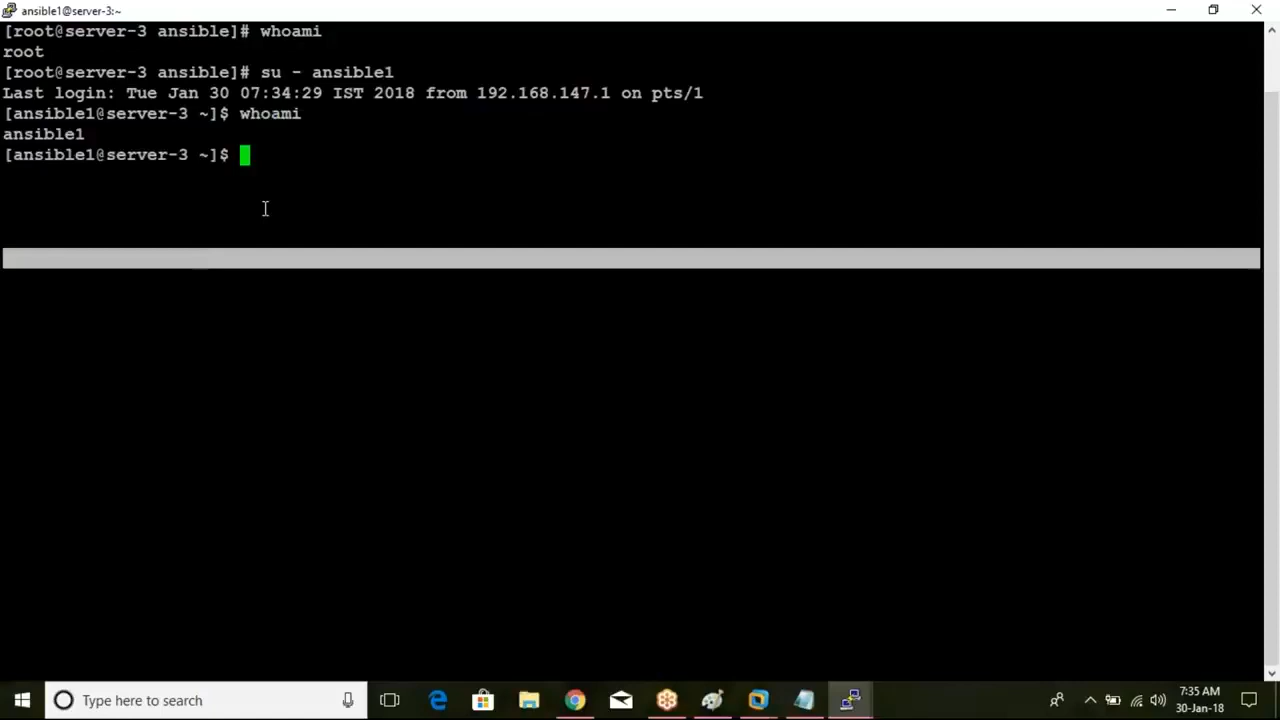 ansible1@server-3:~
[root@server-3 ansible]# whoami
root
[root@server-3 ansible]# su - ansible1
Last login: Tue Jan 30 07:34:29 IST 2018 from 192.168.147.1 on pts/1
[ansible1@server-3 ~]$ whoami
ansible1
[ansible1@server-3 ~]$
Type here to search
7:35 AM
30-Jan-18